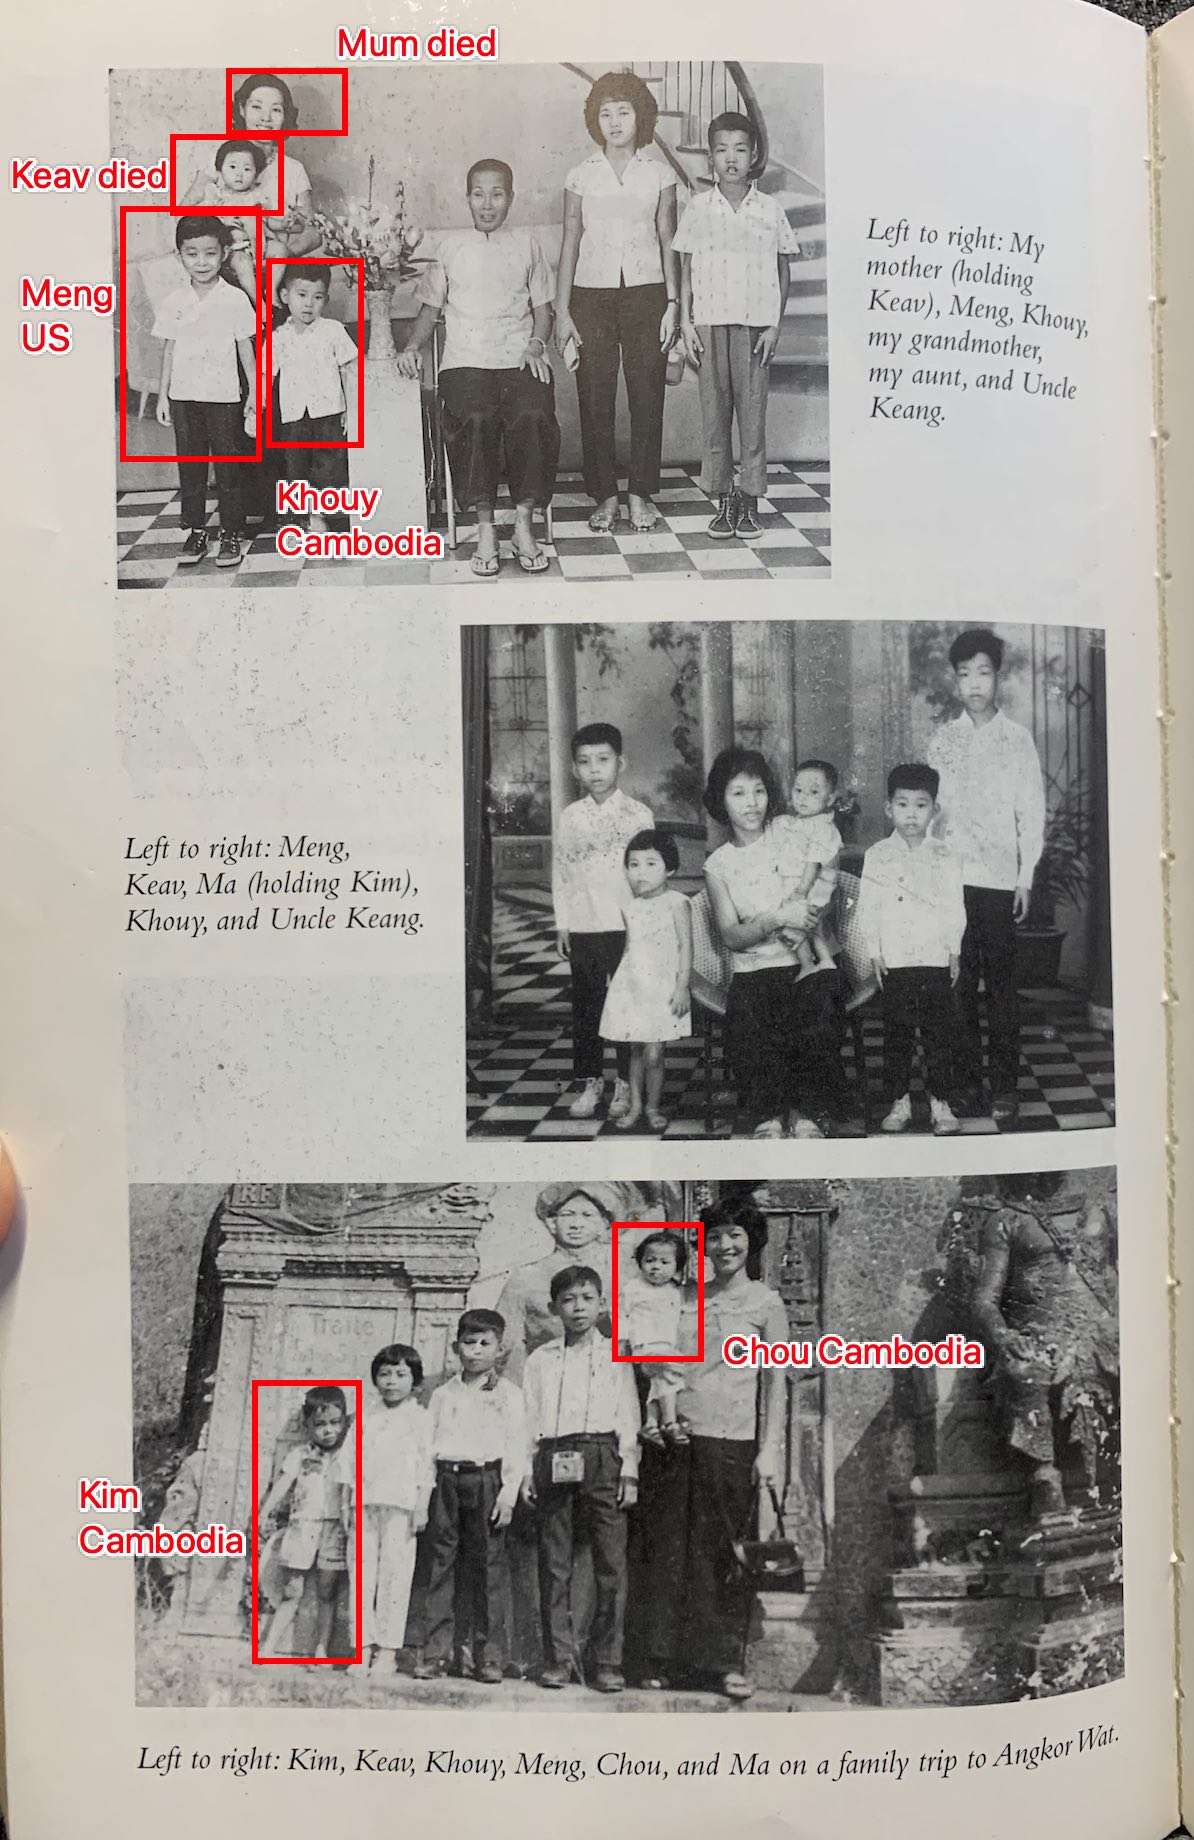 Mum died
Keav died
Meng
US
Khouy
Cambodia
Left to right: My
mother (holding
Keav), Meng, Khouy,
my grandmother,
my aunt, and Uncle
Keang.
Left to right: Meng,
Keav, Ma (holding Kim),
Khouy, and Uncle Keang.
RF
Traite
Chou Cambodia
Kim
Cambodia
Left to right: Kim, Keav, Khouy, Meng, Chou, and Ma on a family trip to Angkor Wat.